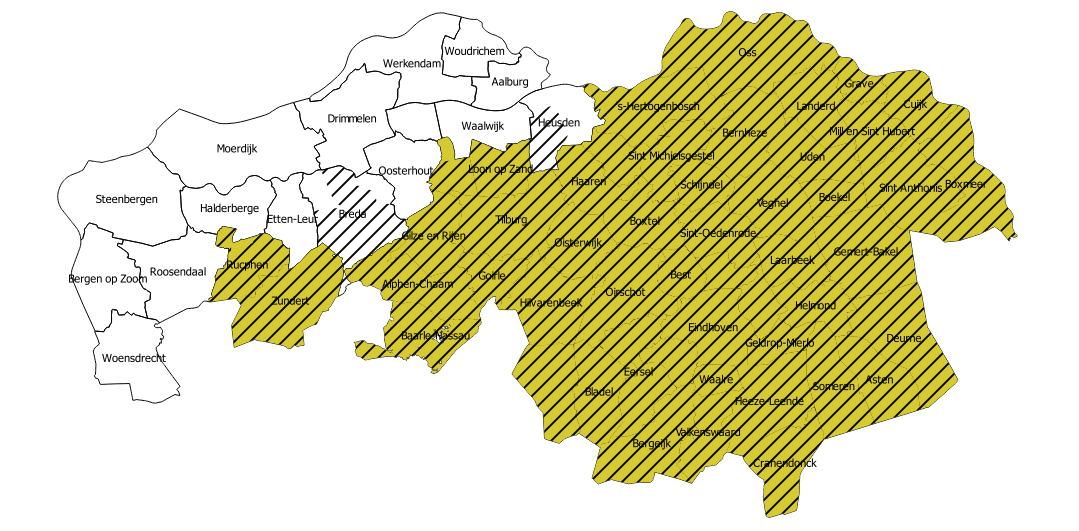 Oss
Woudrichem
Werkendam
Aalburg
Grave
Cuijk
's-Hertogenbosch
Landerd
Drimmelen
Heusden
Waalwijk
Bernheze
Mill en Sint Hubert
Moerdijk
Sint Michielsgestel
Uden
Oosterhout
Loon op Zand
Haaren
Schijndel
Sint Anthonis
Boxmeer
Steenbergen
Halderberge
Etten-Leur
Breda
Tilburg
Boxtel
Veghel
Boekel
Gilze en Rijen
Oisterwijk
Sint-Oedenrode
Gemert-Bakel
Laarbeek
Rucphen
Roosendaal
Bergen op Zoom
Alphen-Chaam
Goirle
Best
Zundert
Hilvarenbeek
Oirschot
Helmond
Baarle-Nassau
Eindhoven
Geldrop-Mierlo
Deurne
Woensdrecht
Eersel
Waalre
Someren
Asten
Bladel
Heeze-Leende
Bergeijk
Valkenswaard
Cranendonck